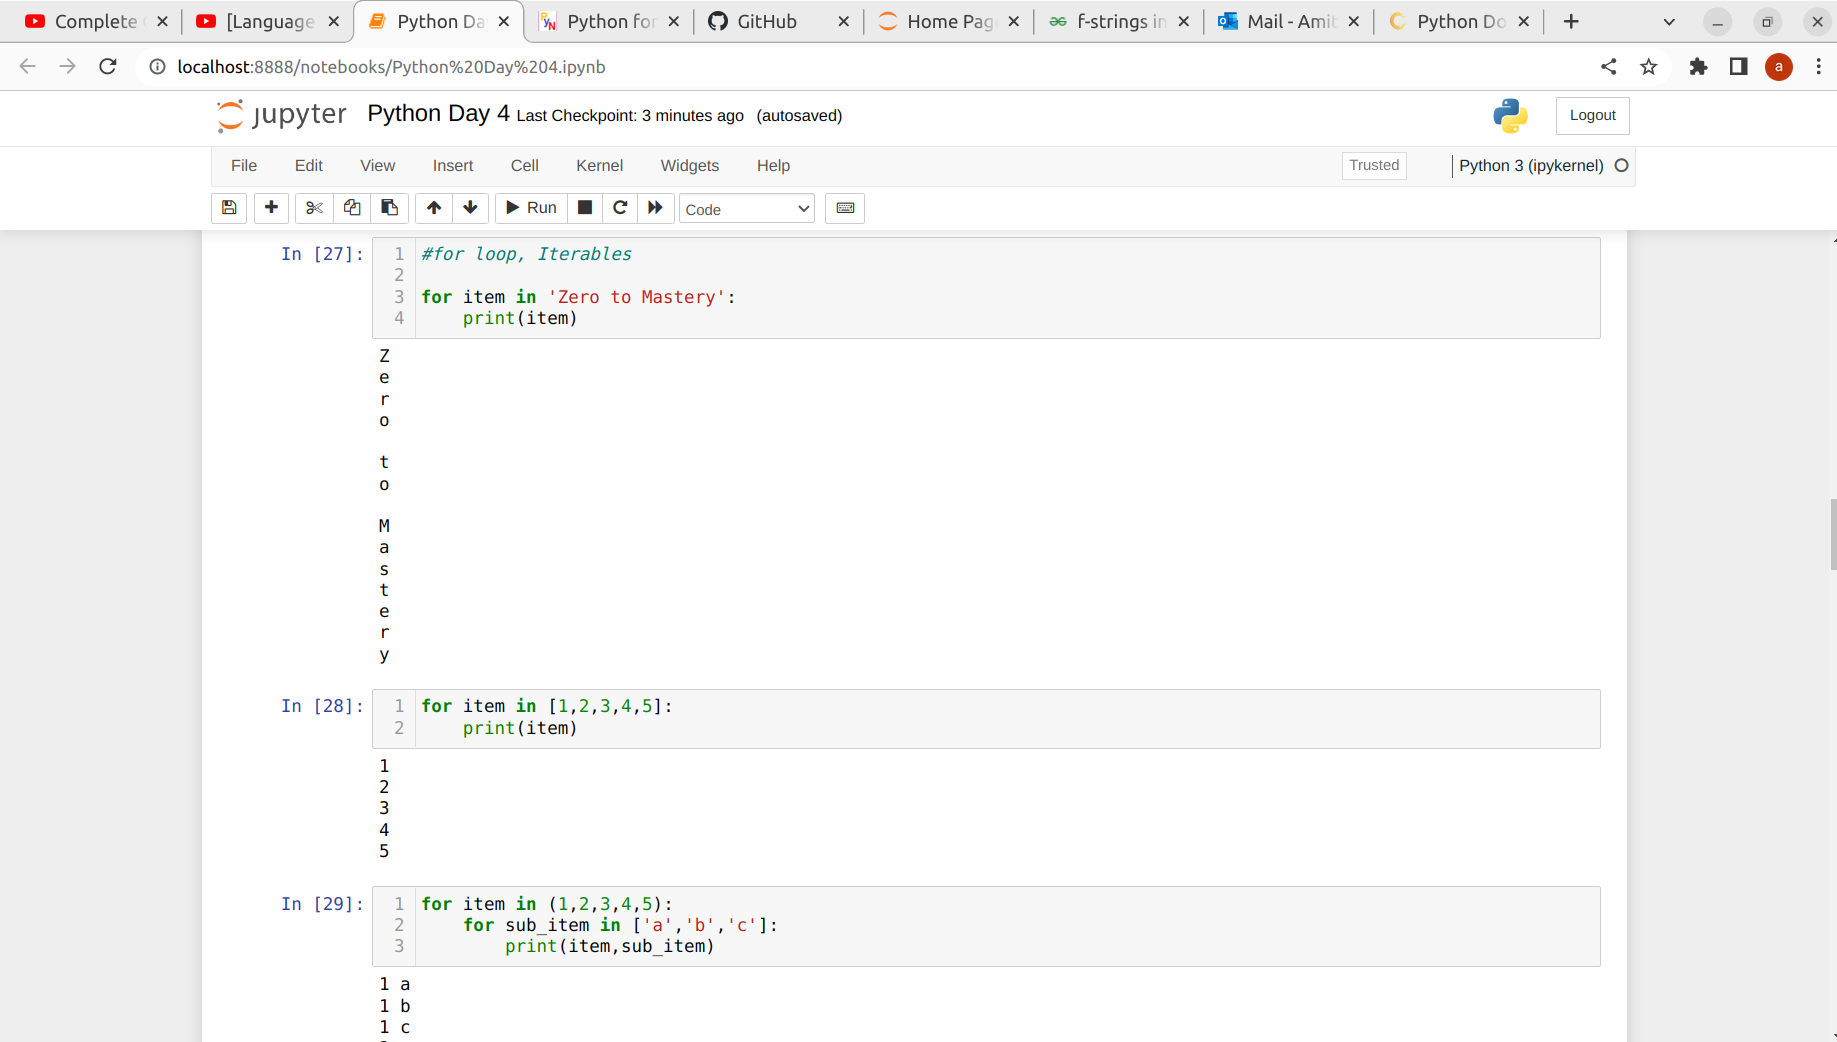 Complete
[Language
Python Da
Python for
GitHub
Home Pag
f-strings in
Mail - Amit
Python Do
localhost:8888/notebooks/Python%20Day%204.ipynb
a
jupyter Python Day 4 Last Checkpoint: 3 minutes ago (autosaved)
Logout
File Edit View Insert Cell Kernel Widgets Help
Trusted
Python 3 (ipykernel)
Run
Code
In [27]:
1 #for loop, Iterables
2
3 for item in 'Zero to Mastery':
4     print(item)
Z
e
r
o
t
o
M
a
s
t
e
r
y
In [28]:
1 for item in [1,2,3,4,5]:
2     print(item)
1
2
3
4
5
In [29]:
1 for item in (1,2,3,4,5):
2     for sub_item in ['a','b','c']:
3         print(item,sub_item)
1 a
1 b
1 c